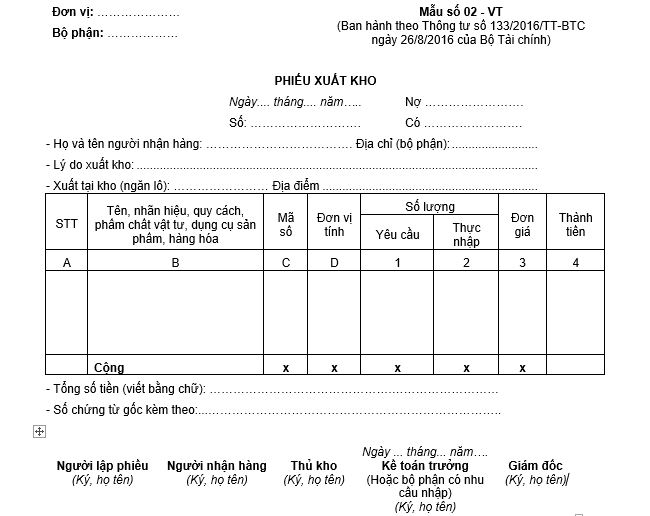 Đơn vị: …………………
Bộ phận: ………………
Mẫu số 02 - VT
(Ban hành theo Thông tư số 133/2016/TT-BTC
ngày 26/8/2016 của Bộ Tài chính)
PHIẾU XUẤT KHO
Ngày.... tháng.... năm…..
Nợ …………………….
Số: ……………………….
Có …………………….
- Họ và tên người nhận hàng: ………………………………. Địa chỉ (bộ phận):...........................
- Lý do xuất kho:................................................................
- Xuất tại kho (ngăn lô): …………………… Địa điểm ................................................
STT
Tên, nhãn hiệu, quy cách,
phẩm chất vật tư, dụng cụ sản
phẩm, hàng hóa
Mã
số
Đơn vị
tính
Số lượng
Yêu cầu
Thực
nhập
Đơn
giá
Thành
tiền
A B C D 1 2 3 4
Cộng x x x x x
- Tổng số tiền (viết bằng chữ): ………………………………………………………………
- Số chứng từ gốc kèm theo:...………………………………………………………………
Ngày ... tháng... năm….
Người lập phiếu
(Ký, họ tên)
Người nhận hàng
(Ký, họ tên)
Thủ kho
(Ký, họ tên)
Kế toán trưởng
(Hoặc bộ phận có nhu
cầu nhập)
(Ký, họ tên)
Giám đốc
(Ký, họ tên)